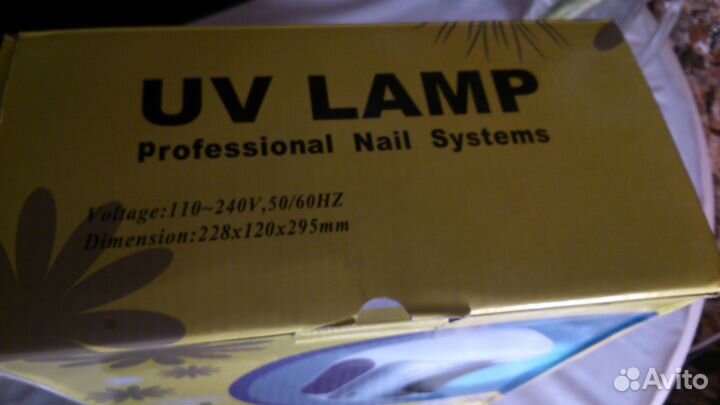 UV LAMP
professional Nail Systems
Voltage:110~240V,50/60HZ
Dimension:228x120x295mm
Avito